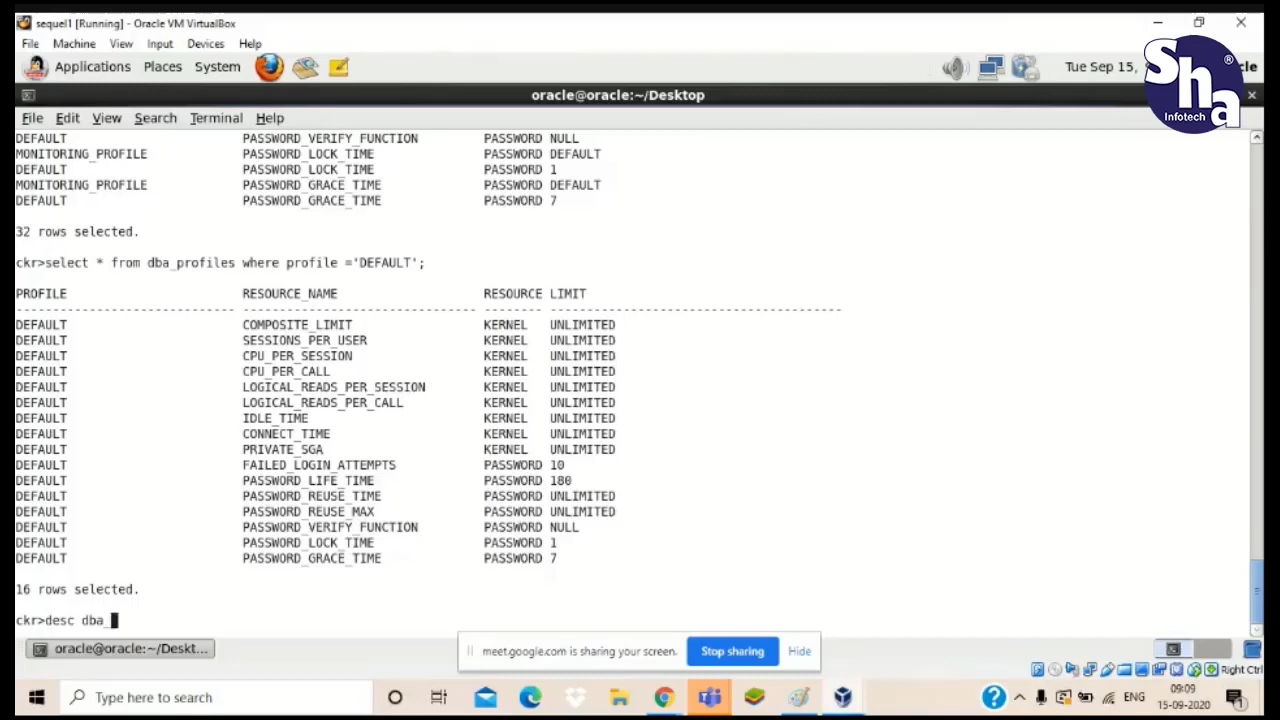 sequel1 [Running] - Oracle VM VirtualBox
File Machine View Input Devices Help
Applications Places System Tue Sep 15, cle
Sha ®
Infotech
oracle@oracle:~/Desktop
File Edit View Search Terminal Help
DEFAULT PASSWORD_VERIFY_FUNCTION PASSWORD NULL
MONITORING_PROFILE PASSWORD_LOCK_TIME PASSWORD DEFAULT
DEFAULT PASSWORD_LOCK_TIME PASSWORD 1
MONITORING_PROFILE PASSWORD_GRACE_TIME PASSWORD DEFAULT
DEFAULT PASSWORD_GRACE_TIME PASSWORD 7
32 rows selected.
ckr>select * from dba_profiles where profile ='DEFAULT';
PROFILE RESOURCE_NAME RESOURCE LIMIT
DEFAULT COMPOSITE_LIMIT KERNEL UNLIMITED
DEFAULT SESSIONS_PER_USER KERNEL UNLIMITED
DEFAULT CPU_PER_SESSION KERNEL UNLIMITED
DEFAULT CPU_PER_CALL KERNEL UNLIMITED
DEFAULT LOGICAL_READS_PER_SESSION KERNEL UNLIMITED
DEFAULT LOGICAL_READS_PER_CALL KERNEL UNLIMITED
DEFAULT IDLE_TIME KERNEL UNLIMITED
DEFAULT CONNECT_TIME KERNEL UNLIMITED
DEFAULT PRIVATE_SGA KERNEL UNLIMITED
DEFAULT FAILED_LOGIN_ATTEMPTS PASSWORD 10
DEFAULT PASSWORD_LIFE_TIME PASSWORD 180
DEFAULT PASSWORD_REUSE_TIME PASSWORD UNLIMITED
DEFAULT PASSWORD_REUSE_MAX PASSWORD UNLIMITED
DEFAULT PASSWORD_VERIFY_FUNCTION PASSWORD NULL
DEFAULT PASSWORD_LOCK_TIME PASSWORD 1
DEFAULT PASSWORD_GRACE_TIME PASSWORD 7
16 rows selected.
ckr>desc dba_
oracle@oracle:~/Deskt...
meet.google.com is sharing your screen. Stop sharing Hide
Right Ctrl
Type here to search
ENG
09:09
15-09-2020